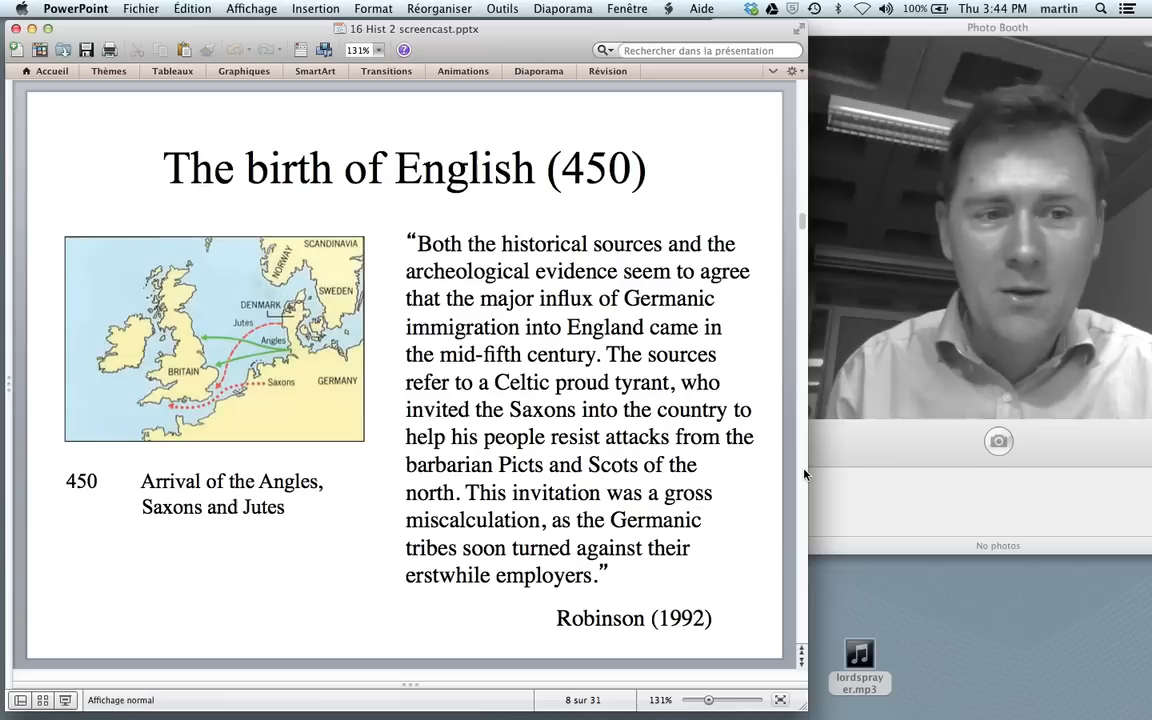 PowerPoint Fichier Édition Affichage Insertion Format Réorganiser Outils Diaporama Fenêtre Aide 100% Thu 3:44 PM martin
16 Hist 2 screencast.pptx
Photo Booth
131% Rechercher dans la présentation
Accueil Thèmes Tableaux Graphiques SmartArt Transitions Animations Diaporama Révision
The birth of English (450)
SCANDINAVIA
NORWAY
SWEDEN
DENMARK
Jutes
Angles
BRITAIN
Saxons
GERMANY
450 Arrival of the Angles,
Saxons and Jutes
“Both the historical sources and the
archeological evidence seem to agree
that the major influx of Germanic
immigration into England came in
the mid-fifth century. The sources
refer to a Celtic proud tyrant, who
invited the Saxons into the country to
help his people resist attacks from the
barbarian Picts and Scots of the
north. This invitation was a gross
miscalculation, as the Germanic
tribes soon turned against their
erstwhile employers.”
Robinson (1992)
No photos
lordspray
er.mp3
Affichage normal 8 sur 31 131%